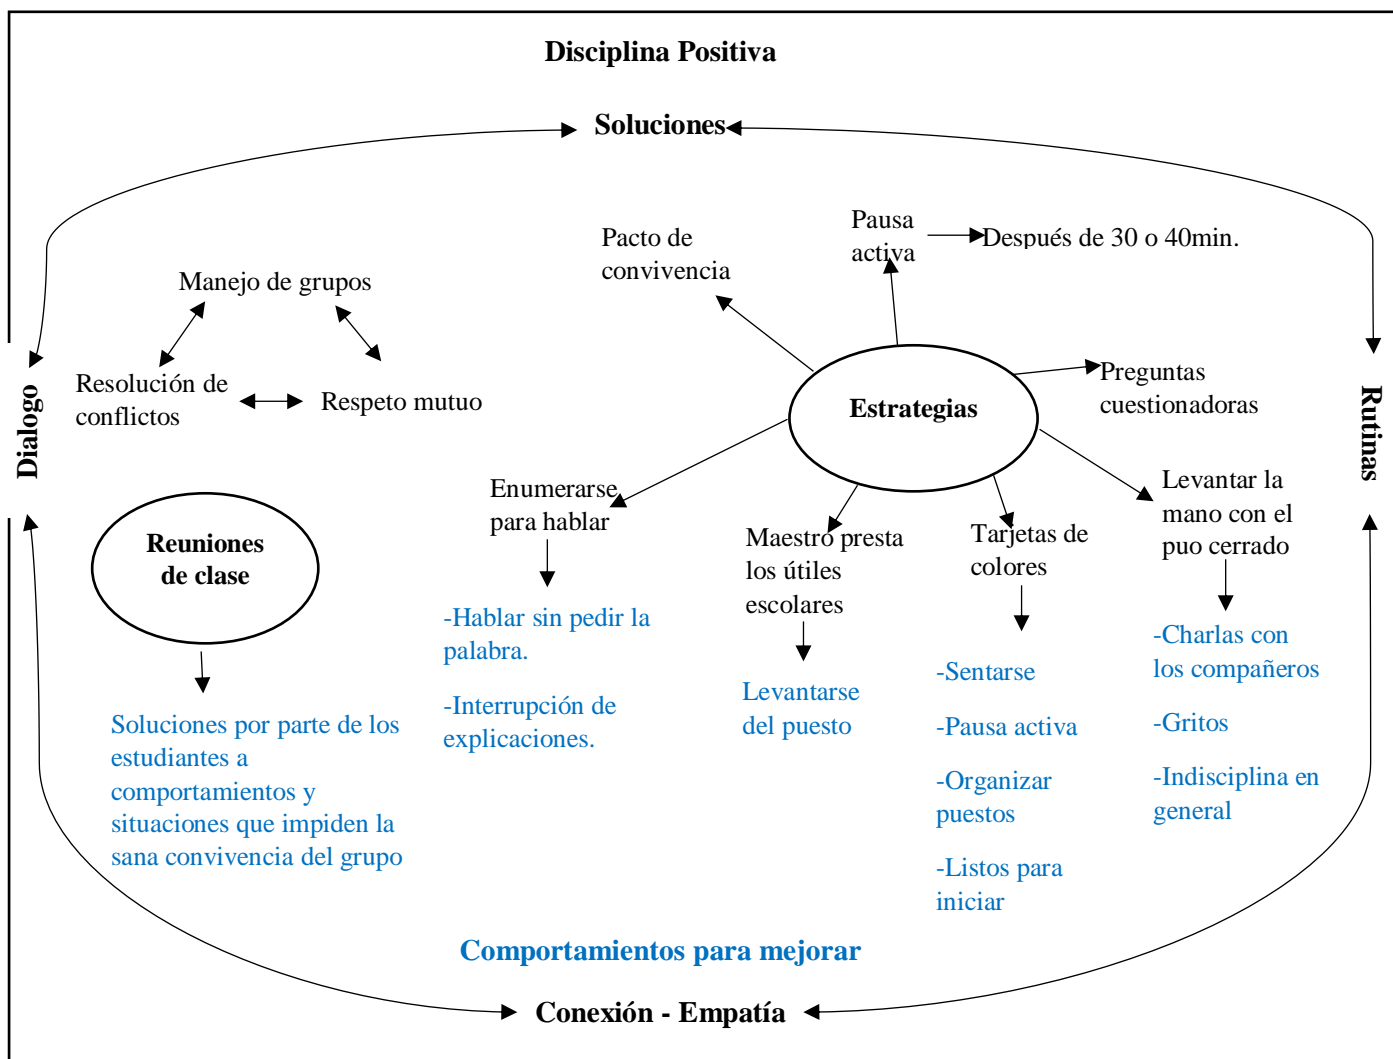 Disciplina Positiva
Soluciones
Pausa
activa
Después de 30 o 40min.
Pacto de
convivencia
Manejo de grupos
Resolución de
conflictos
Respeto mutuo
Dialogo
Estrategias
Preguntas
cuestionadoras
Rutinas
Reuniones
de clase
Enumerarse
para hablar
Maestro presta
los útiles
escolares
Tarjetas de
colores
Levantar la
mano con el
puo cerrado
Soluciones por parte de los
estudiantes a
comportamientos y
situaciones que impiden la
sana convivencia del grupo
-Hablar sin pedir la
palabra.
-Interrupción de
explicaciones.
Levantarse
del puesto
-Sentarse
-Pausa activa
-Organizar
puestos
-Listos para
iniciar
-Charlas con
los compañeros
-Gritos
-Indisciplina en
general
Comportamientos para mejorar
Conexión - Empatía